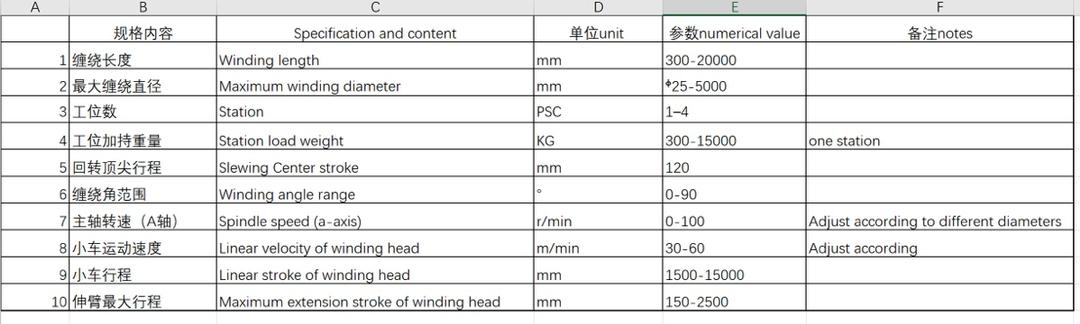 A B C D E F
规格内容 Specification and content 单位unit 参数numerical value 备注notes
1 缠绕长度 Winding length mm 300-20000
2 最大缠绕直径 Maximum winding diameter mm ϕ25-5000
3 工位数 Station PSC 1–4
4 工位加持重量 Station load weight KG 300-15000 one station
5 回转顶尖行程 Slewing Center stroke mm 120
6 缠绕角范围 Winding angle range ° 0-90
7 主轴转速（A轴） Spindle speed (a-axis) r/min 0-100 Adjust according to different diameters
8 小车运动速度 Linear velocity of winding head m/min 30-60 Adjust according
9 小车行程 Linear stroke of winding head mm 1500-15000
10 伸臂最大行程 Maximum extension stroke of winding head mm 150-2500